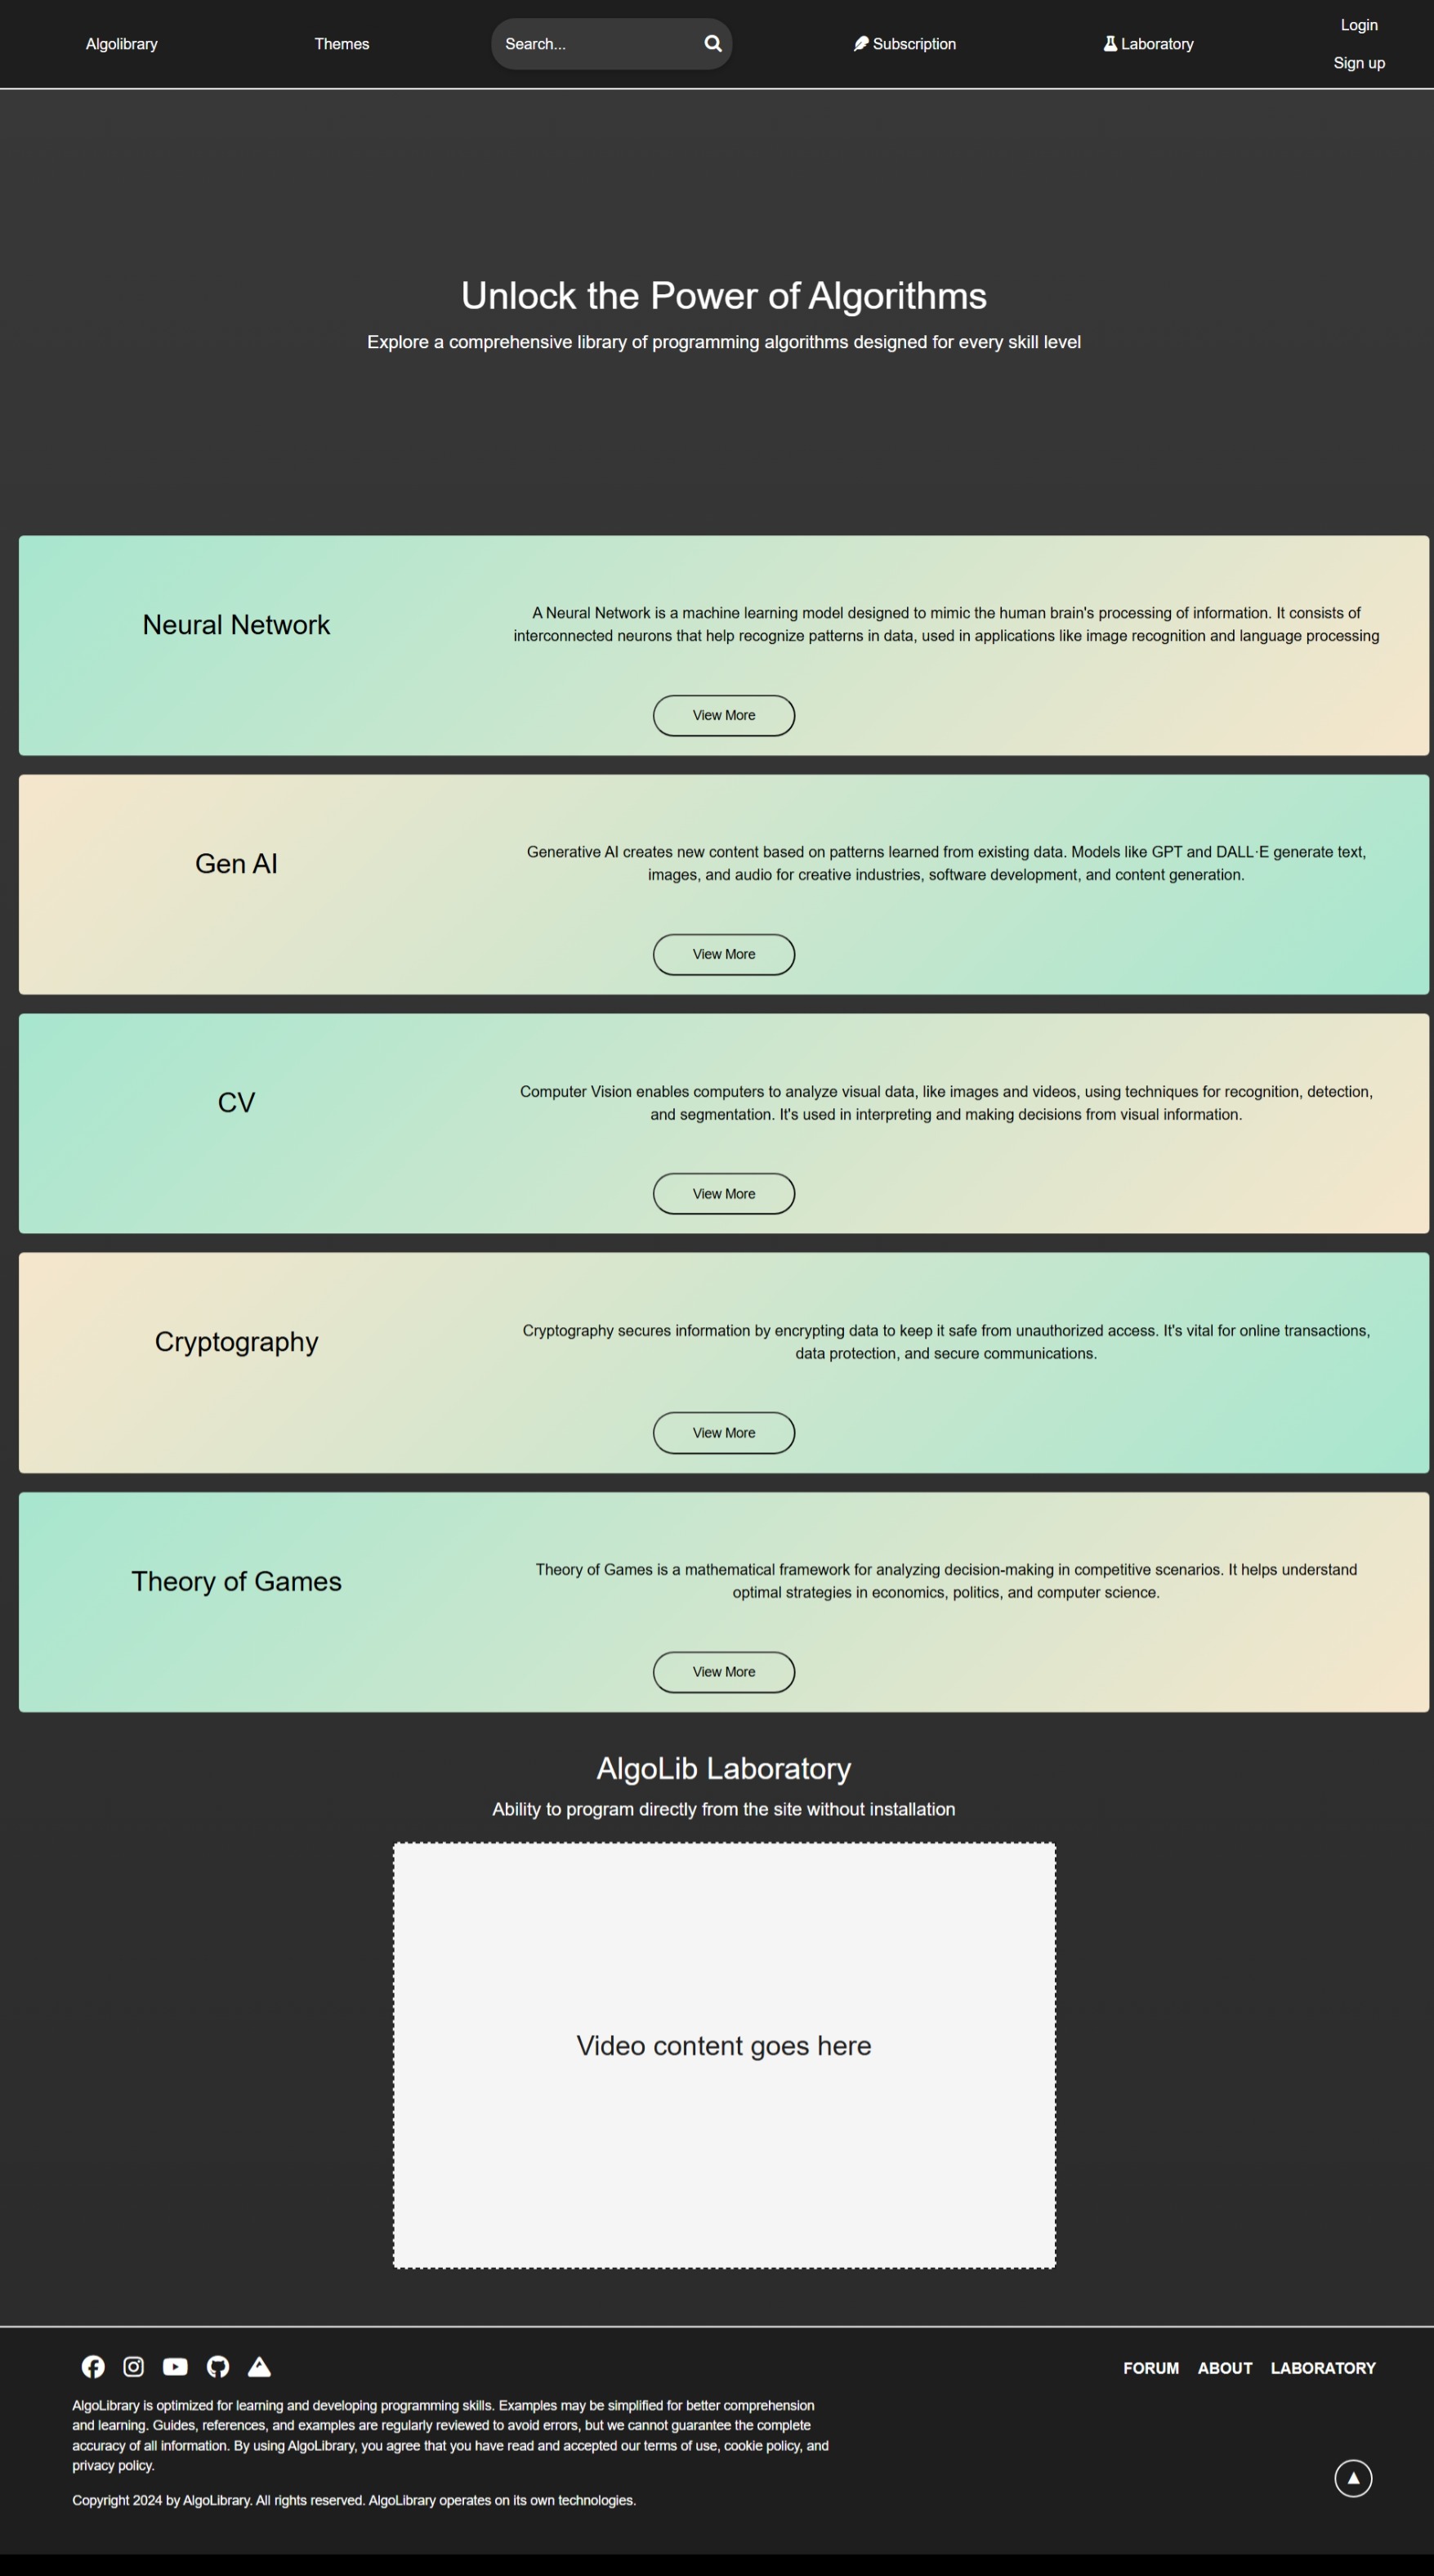 Algolibrary
Themes
Search...
Subscription
Laboratory
Login
Sign up
Unlock the Power of Algorithms
Explore a comprehensive library of programming algorithms designed for every skill level
Neural Network
A Neural Network is a machine learning model designed to mimic the human brain's processing of information. It consists of
interconnected neurons that help recognize patterns in data, used in applications like image recognition and language processing
View More
Gen AI
Generative AI creates new content based on patterns learned from existing data. Models like GPT and DALL·E generate text,
images, and audio for creative industries, software development, and content generation.
View More
CV
Computer Vision enables computers to analyze visual data, like images and videos, using techniques for recognition, detection,
and segmentation. It's used in interpreting and making decisions from visual information.
View More
Cryptography
Cryptography secures information by encrypting data to keep it safe from unauthorized access. It's vital for online transactions,
data protection, and secure communications.
View More
Theory of Games
Theory of Games is a mathematical framework for analyzing decision-making in competitive scenarios. It helps understand
optimal strategies in economics, politics, and computer science.
View More
AlgoLib Laboratory
Ability to program directly from the site without installation
Video content goes here
FORUM ABOUT LABORATORY
AlgoLibrary is optimized for learning and developing programming skills. Examples may be simplified for better comprehension
and learning. Guides, references, and examples are regularly reviewed to avoid errors, but we cannot guarantee the complete
accuracy of all information. By using AlgoLibrary, you agree that you have read and accepted our terms of use, cookie policy, and
privacy policy.
Copyright 2024 by AlgoLibrary. All rights reserved. AlgoLibrary operates on its own technologies.